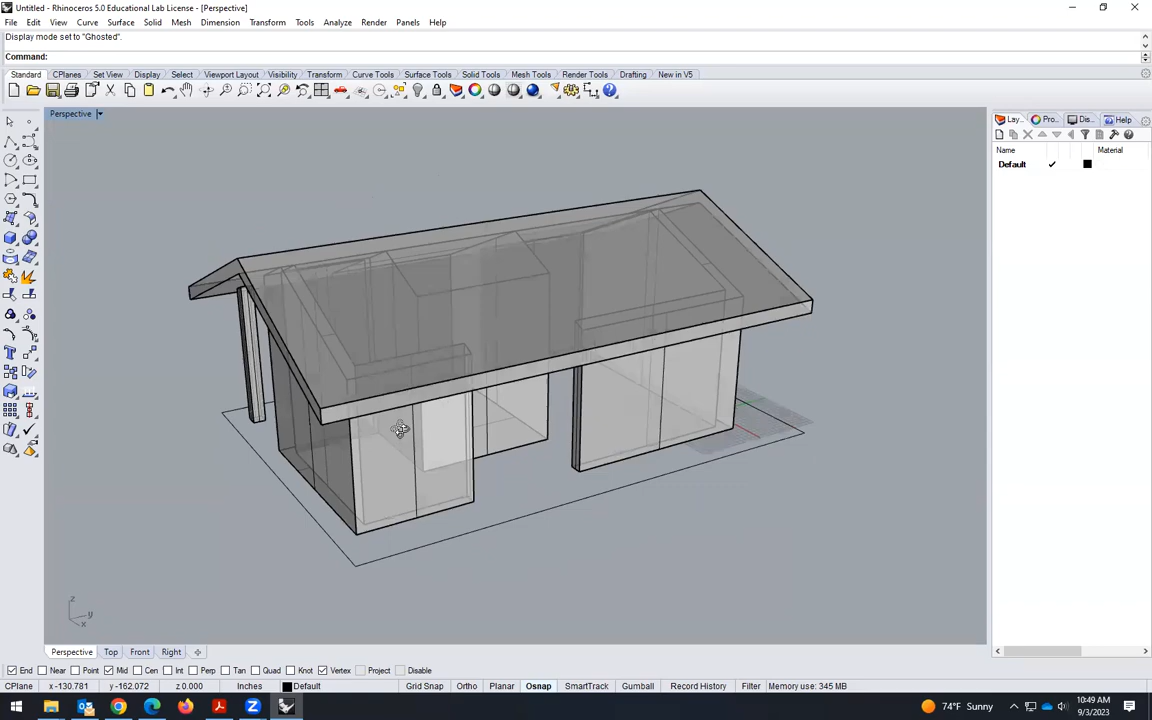 Untitled - Rhinoceros 5.0 Educational Lab License - [Perspective]
File Edit View Curve Surface Solid Mesh Dimension Transform Tools Analyze Render Panels Help
Display mode set to "Ghosted".
Command:
Standard CPlanes Set View Display Select Viewport Layout Visibility Transform Curve Tools Surface Tools Solid Tools Mesh Tools Render Tools Drafting New in V5
Perspective
Lay... Pro... Dis... Help
Name Material
Default
z
y
x
Perspective Top Front Right
End Near Point Mid Cen Int Perp Tan Quad Knot Vertex Project Disable
CPlane x -130.781 y -162.072 z 0.000 Inches Default Grid Snap Ortho Planar Osnap SmartTrack Gumball Record History Filter Memory use: 345 MB
74°F Sunny
10:49 AM
9/3/2023